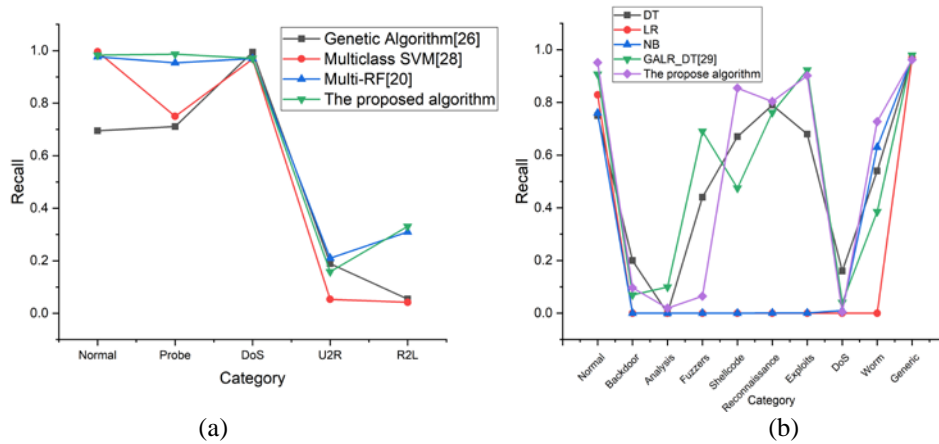 Genetic Algorithm[26]
Multiclass SVM[28]
Multi-RF[20]
The proposed algorithm
1.0
0.8
0.6
0.4
0.2
0.0
Recall
Normal
Probe
DoS
U2R
R2L
Category
(a)
DT
LR
NB
GALR_DT[29]
The propose algorithm
1.0
0.8
0.6
0.4
0.2
0.0
Recall
Normal
Backdoor
Analysis
Fuzzers
Shellcode
Reconnaissance
Exploits
DoS
Worm
Generic
Category
(b)